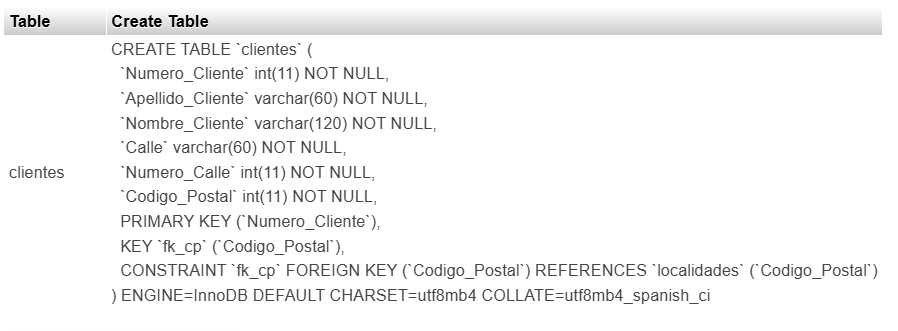 Table Create Table
CREATE TABLE `clientes` (
`Numero_Cliente` int(11) NOT NULL,
`Apellido_Cliente` varchar(60) NOT NULL,
`Nombre_Cliente` varchar(120) NOT NULL,
`Calle` varchar(60) NOT NULL,
clientes `Numero_Calle` int(11) NOT NULL,
`Codigo_Postal` int(11) NOT NULL,
PRIMARY KEY (`Numero_Cliente`),
KEY `fk_cp` (`Codigo_Postal`),
CONSTRAINT `fk_cp` FOREIGN KEY (`Codigo_Postal`) REFERENCES `localidades` (`Codigo_Postal`)
) ENGINE=InnoDB DEFAULT CHARSET=utf8mb4 COLLATE=utf8mb4_spanish_ci